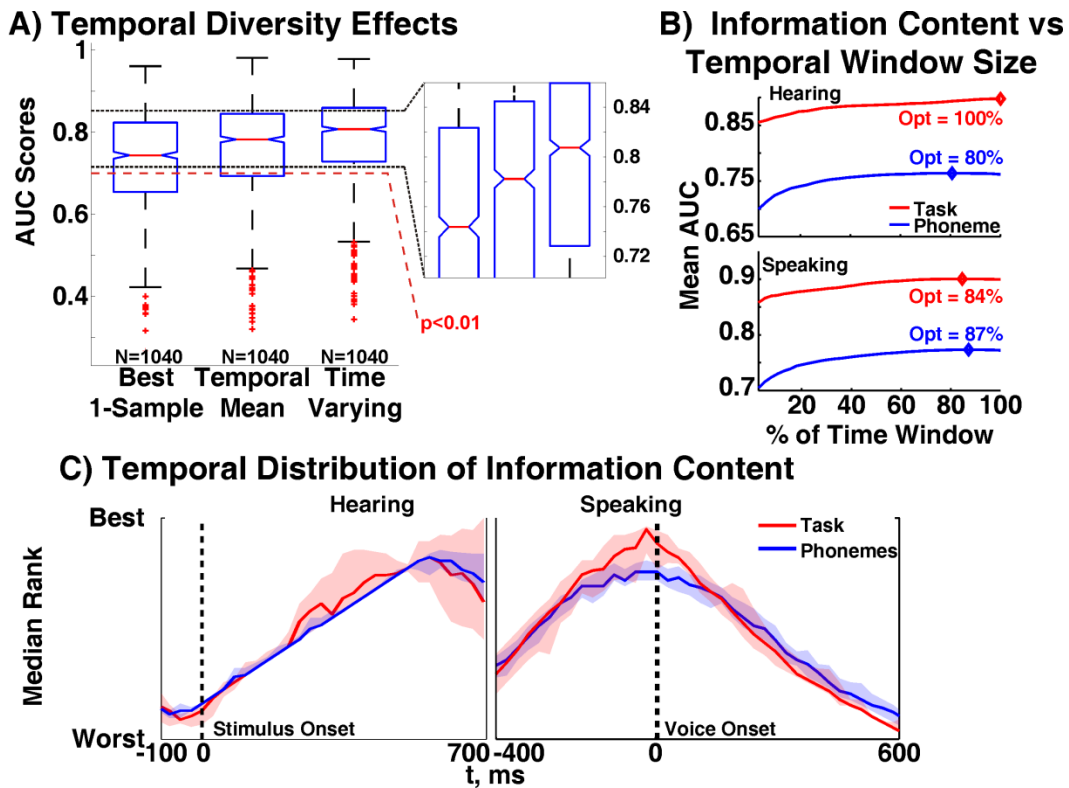 A) Temporal Diversity Effects
AUC Scores
1
0.8
0.6
0.4
0.84
0.8
0.76
0.72
p<0.01
N=1040 N=1040 N=1040
Best Temporal Time
1-Sample Mean Varying
B) Information Content vs
Temporal Window Size
Mean AUC
Hearing
0.85
Opt = 100%
Opt = 80%
0.75
Task
Phoneme
0.65
Speaking
0.9
Opt = 84%
0.8
Opt = 87%
0.7
20 40 60 80 100
% of Time Window
C) Temporal Distribution of Information Content
Hearing Speaking
Median Rank
Best
Task
Phonemes
Stimulus Onset Voice Onset
Worst
-100 0 700 -400 0 600
t, ms